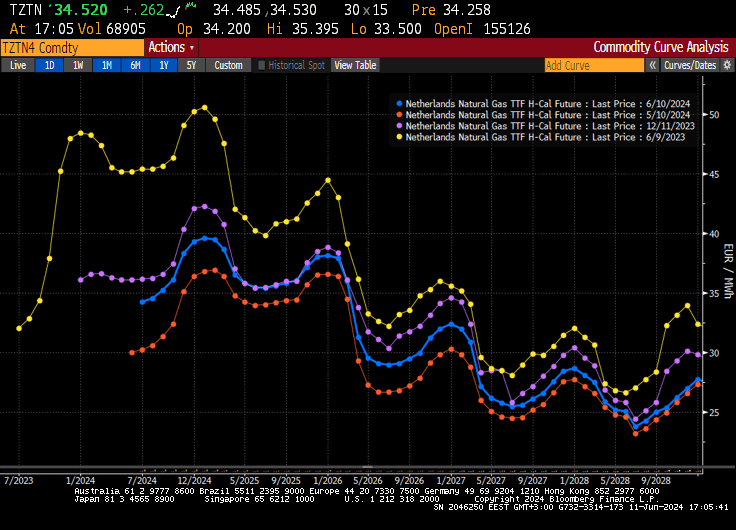 TZTN ↑34.520 +.262 34.485/34.530 30x15 Pre 34.258
At 17:05 Vol 68905 Op 34.200 Hi 35.395 Lo 33.500 OpenI 155126
TZTN4 Comdty Actions Commodity Curve Analysis
Live 1D 1W 1M 6M 1Y 5Y Custom Historical Spot View Table Add Curve « Curves/Dates
Netherlands Natural Gas TTF H-Cal Future : Last Price : 6/10/2024
Netherlands Natural Gas TTF H-Cal Future : Last Price : 5/10/2024
Netherlands Natural Gas TTF H-Cal Future : Last Price : 12/11/2023
Netherlands Natural Gas TTF H-Cal Future : Last Price : 6/9/2023
50
45
40
35
30
25
EUR / MWh
7/2023 1/2024 7/2024 12/2024 5/2025 9/2025 1/2026 5/2026 9/2026 1/2027 5/2027 9/2027 1/2028 5/2028 9/2028
Australia 61 2 9777 8600 Brazil 5511 2395 9000 Europe 44 20 7330 7500 Germany 49 69 9204 1210 Hong Kong 852 2977 6000
Japan 81 3 4565 8900 Singapore 65 6212 1000 U.S. 1 212 318 2000 Copyright 2024 Bloomberg Finance L.P.
SN 2046250 EEST GMT+3:00 G732-3314-173 11-Jun-2024 17:05:41